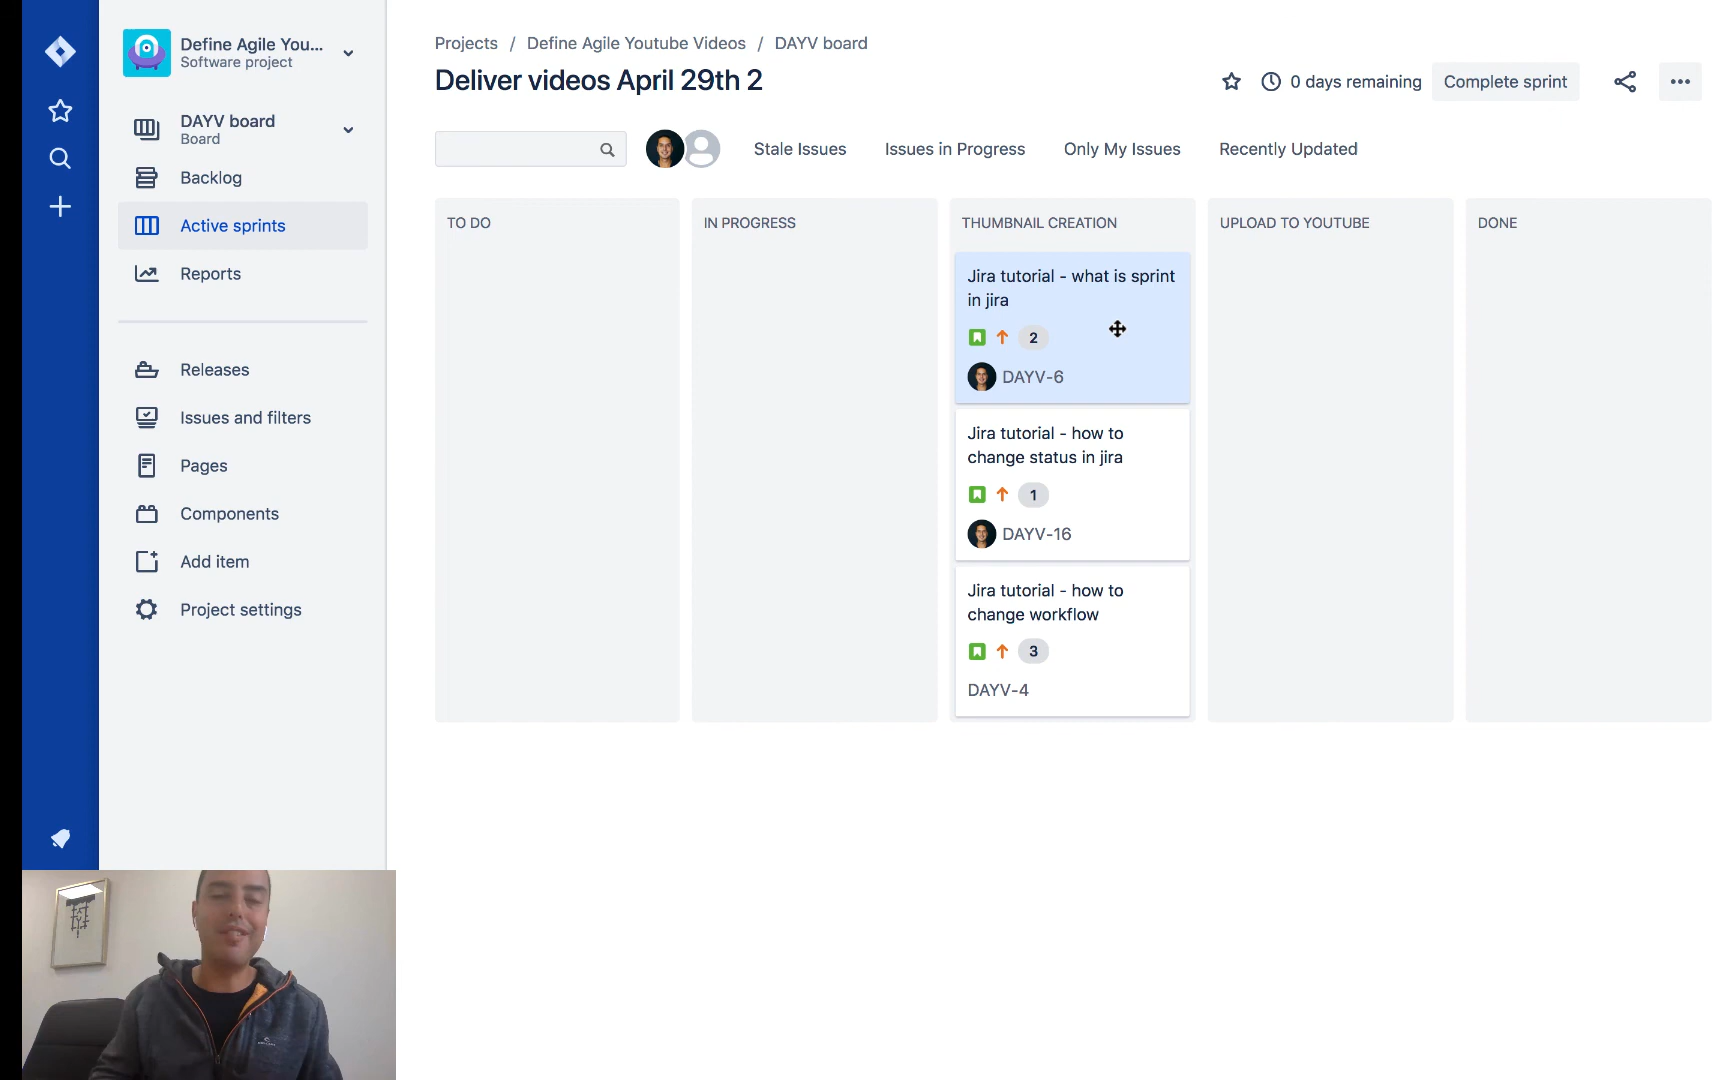 Define Agile You...
Software project
DAYV board
Board
Backlog
Active sprints
Reports
Releases
Issues and filters
Pages
Components
Add item
Project settings
Projects / Define Agile Youtube Videos / DAYV board
Deliver videos April 29th 2
0 days remaining
Complete sprint
Stale Issues
Issues in Progress
Only My Issues
Recently Updated
TO DO
IN PROGRESS
THUMBNAIL CREATION
Jira tutorial - what is sprint
in jira
2
DAYV-6
Jira tutorial - how to
change status in jira
1
DAYV-16
Jira tutorial - how to
change workflow
3
DAYV-4
UPLOAD TO YOUTUBE
DONE